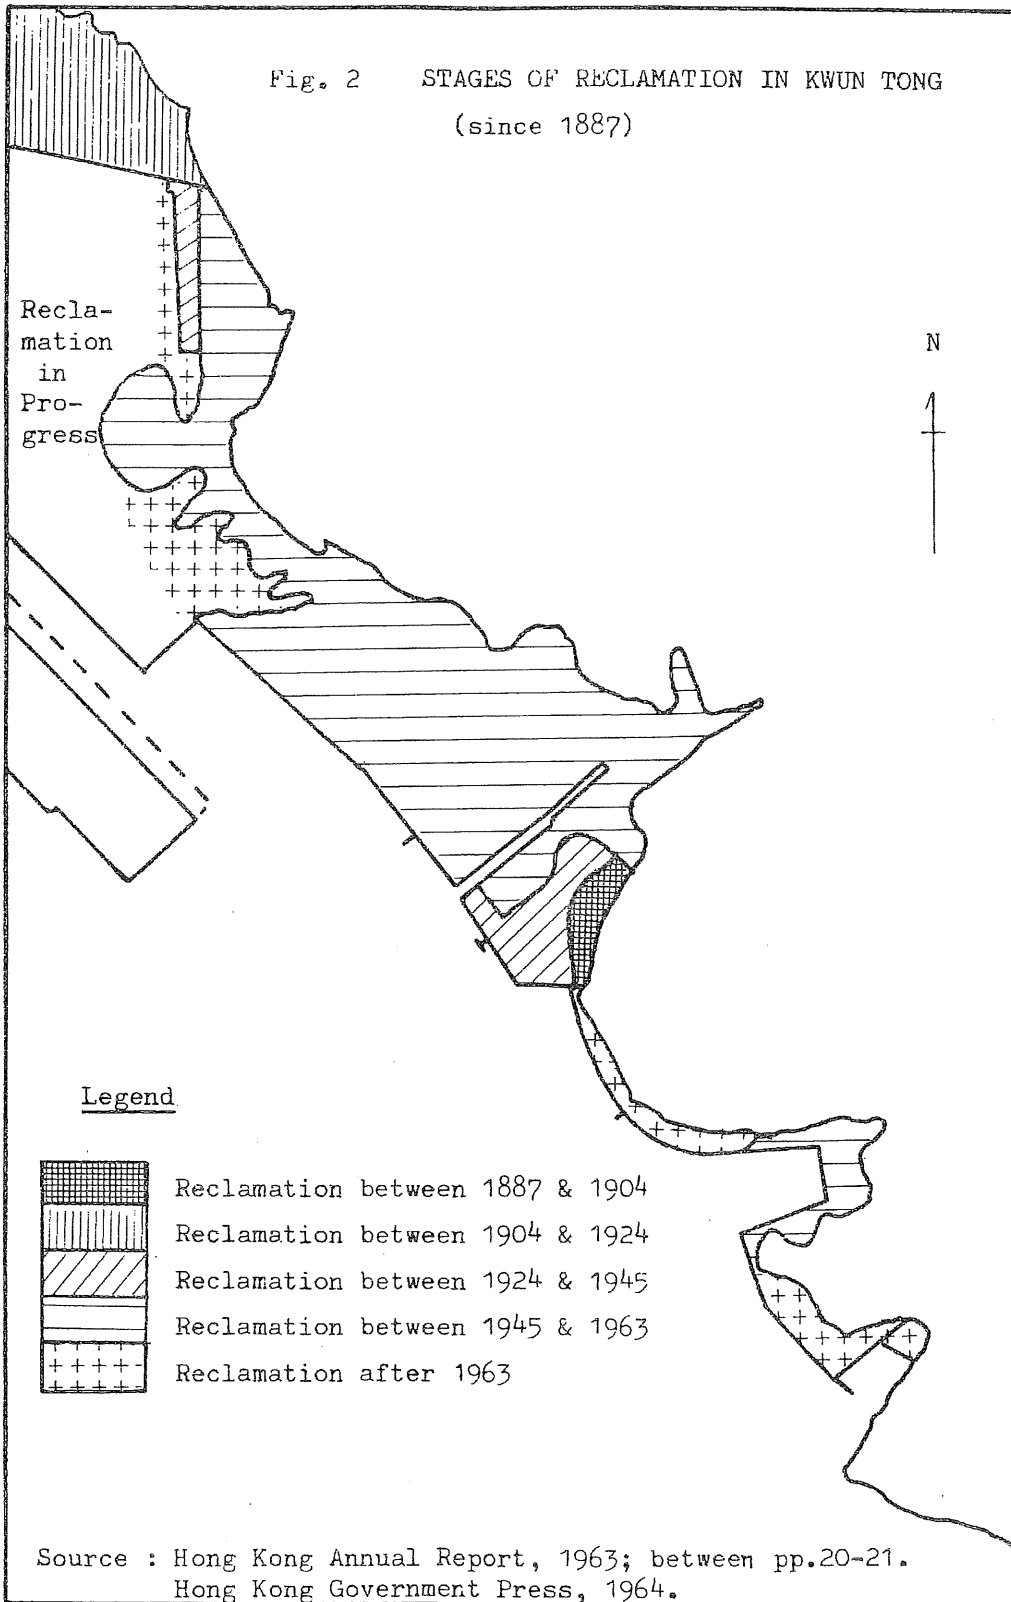 Fig. 2 STAGES OF RECLAMATION IN KWUN TONG
(since 1887)
Recla-
mation
in
Pro-
gress
N
Legend
Reclamation between 1887 & 1904
Reclamation between 1904 & 1924
Reclamation between 1924 & 1945
Reclamation between 1945 & 1963
Reclamation after 1963
Source : Hong Kong Annual Report, 1963; between pp.20-21.
Hong Kong Government Press, 1964.